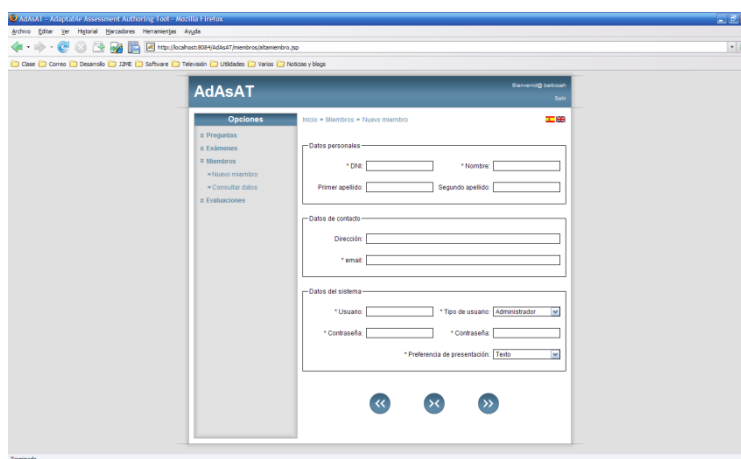 AdAsAT - Adaptable Assessment Authoring Tool - Mozilla Firefox
Archivo Editar Ver Historial Marcadores Herramientas Ayuda
http://localhost:8084/AdAsAT/miembros/altamiembro.jsp
Clase Correo Desarrollo J2ME Software Televisión Utilidades Varios Noticias y blogs
AdAsAT
Bienvenid@
Salir
Opciones
Inicio » Miembros » Nuevo miembro
Preguntas
Exámenes
Miembros
Nuevo miembro
Consultar datos
Evaluaciones
Datos personales
* DNI:
* Nombre:
Primer apellido:
Segundo apellido:
Datos de contacto
Dirección:
* email:
Datos del sistema
* Usuario:
* Tipo de usuario: Administrador
* Contraseña:
* Contraseña:
* Preferencia de presentación: Texto
Terminado